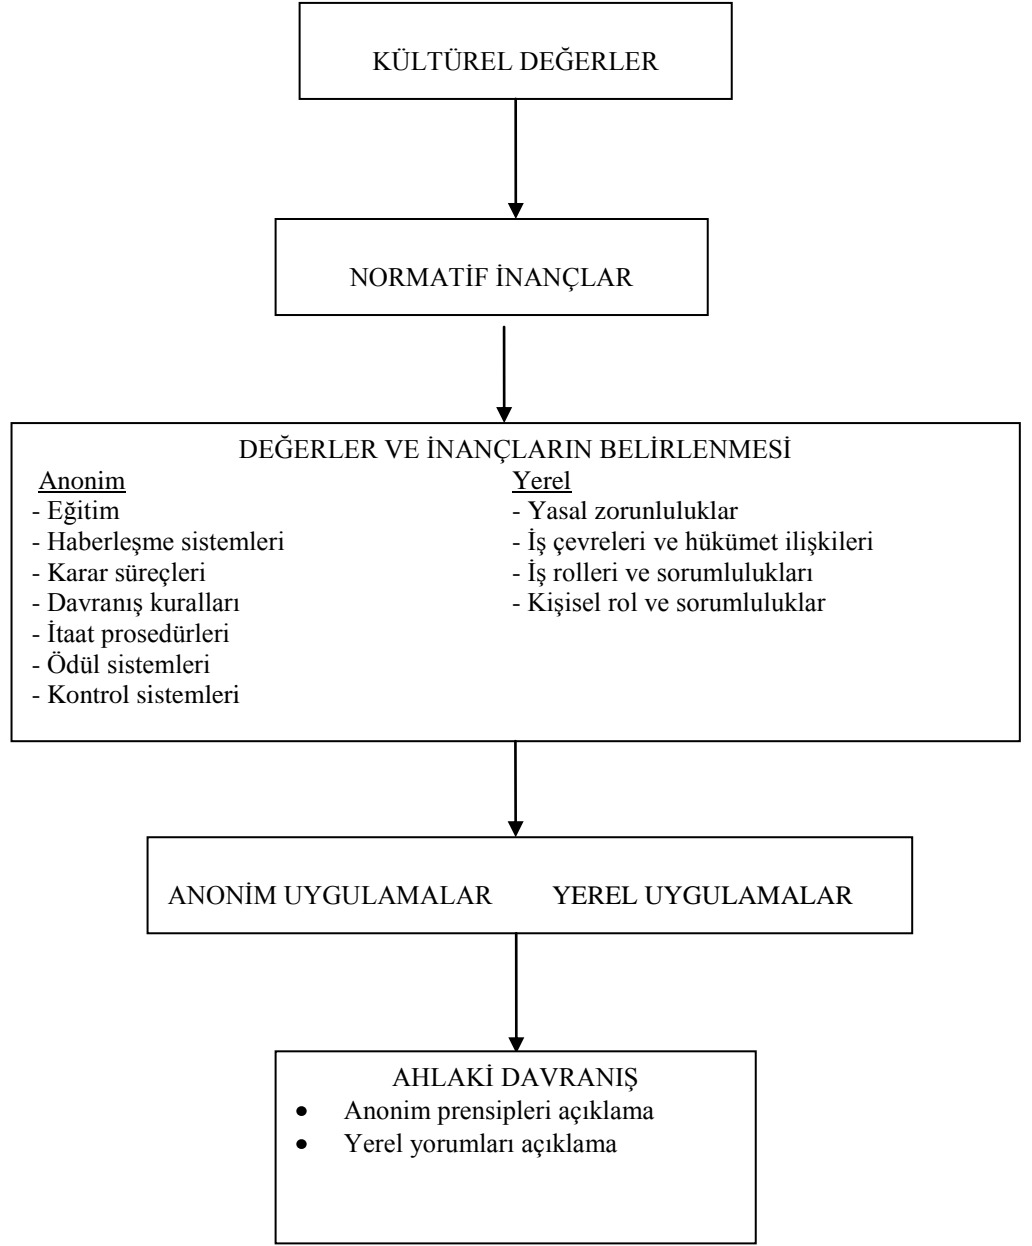 KÜLTÜREL DEĞERLER
NORMATİF İNANÇLAR
DEĞERLER VE İNANÇLARIN BELİRLENMESİ
Anonim
- Eğitim
- Haberleşme sistemleri
- Karar süreçleri
- Davranış kuralları
- İtaat prosedürleri
- Ödül sistemleri
- Kontrol sistemleri
Yerel
- Yasal zorunluluklar
- İş çevreleri ve hükümet ilişkileri
- İş rolleri ve sorumlulukları
- Kişisel rol ve sorumluluklar
ANONİM UYGULAMALAR YEREL UYGULAMALAR
AHLAKİ DAVRANIŞ
• Anonim prensipleri açıklama
• Yerel yorumları açıklama